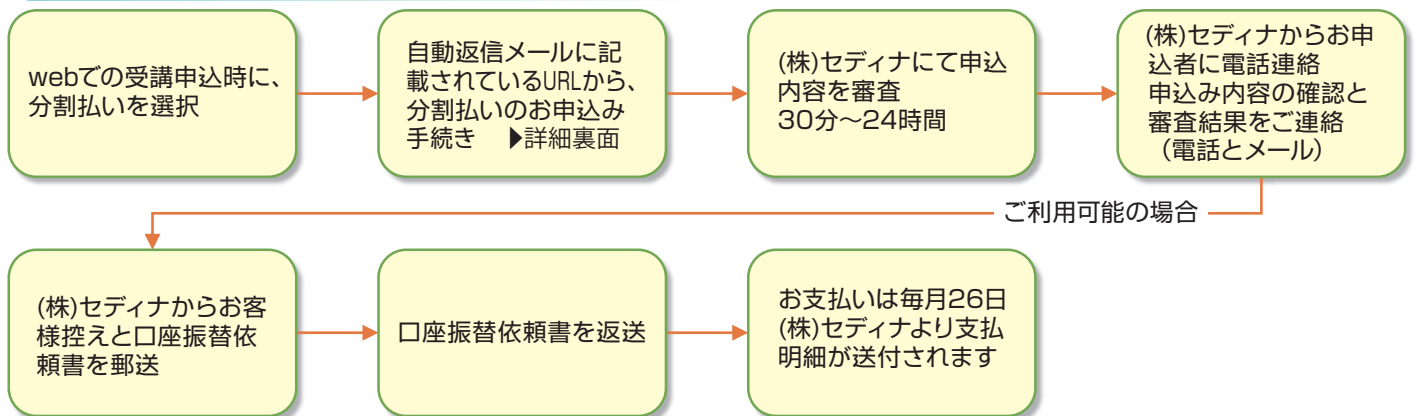 webでの受講申込時に、
分割払いを選択
自動返信メールに記
載されているURLから、
分割払いのお申込み
手続き　▶詳細裏面
(株)セディナにて申込
内容を審査
30分〜24時間
(株)セディナからお申
込者に電話連絡
申込み内容の確認と
審査結果をご連絡
（電話とメール）
ご利用可能の場合
(株)セディナからお客
様控えと口座振替依
頼書を郵送
口座振替依頼書を返送
お支払いは毎月26日
(株)セディナより支払
明細が送付されます